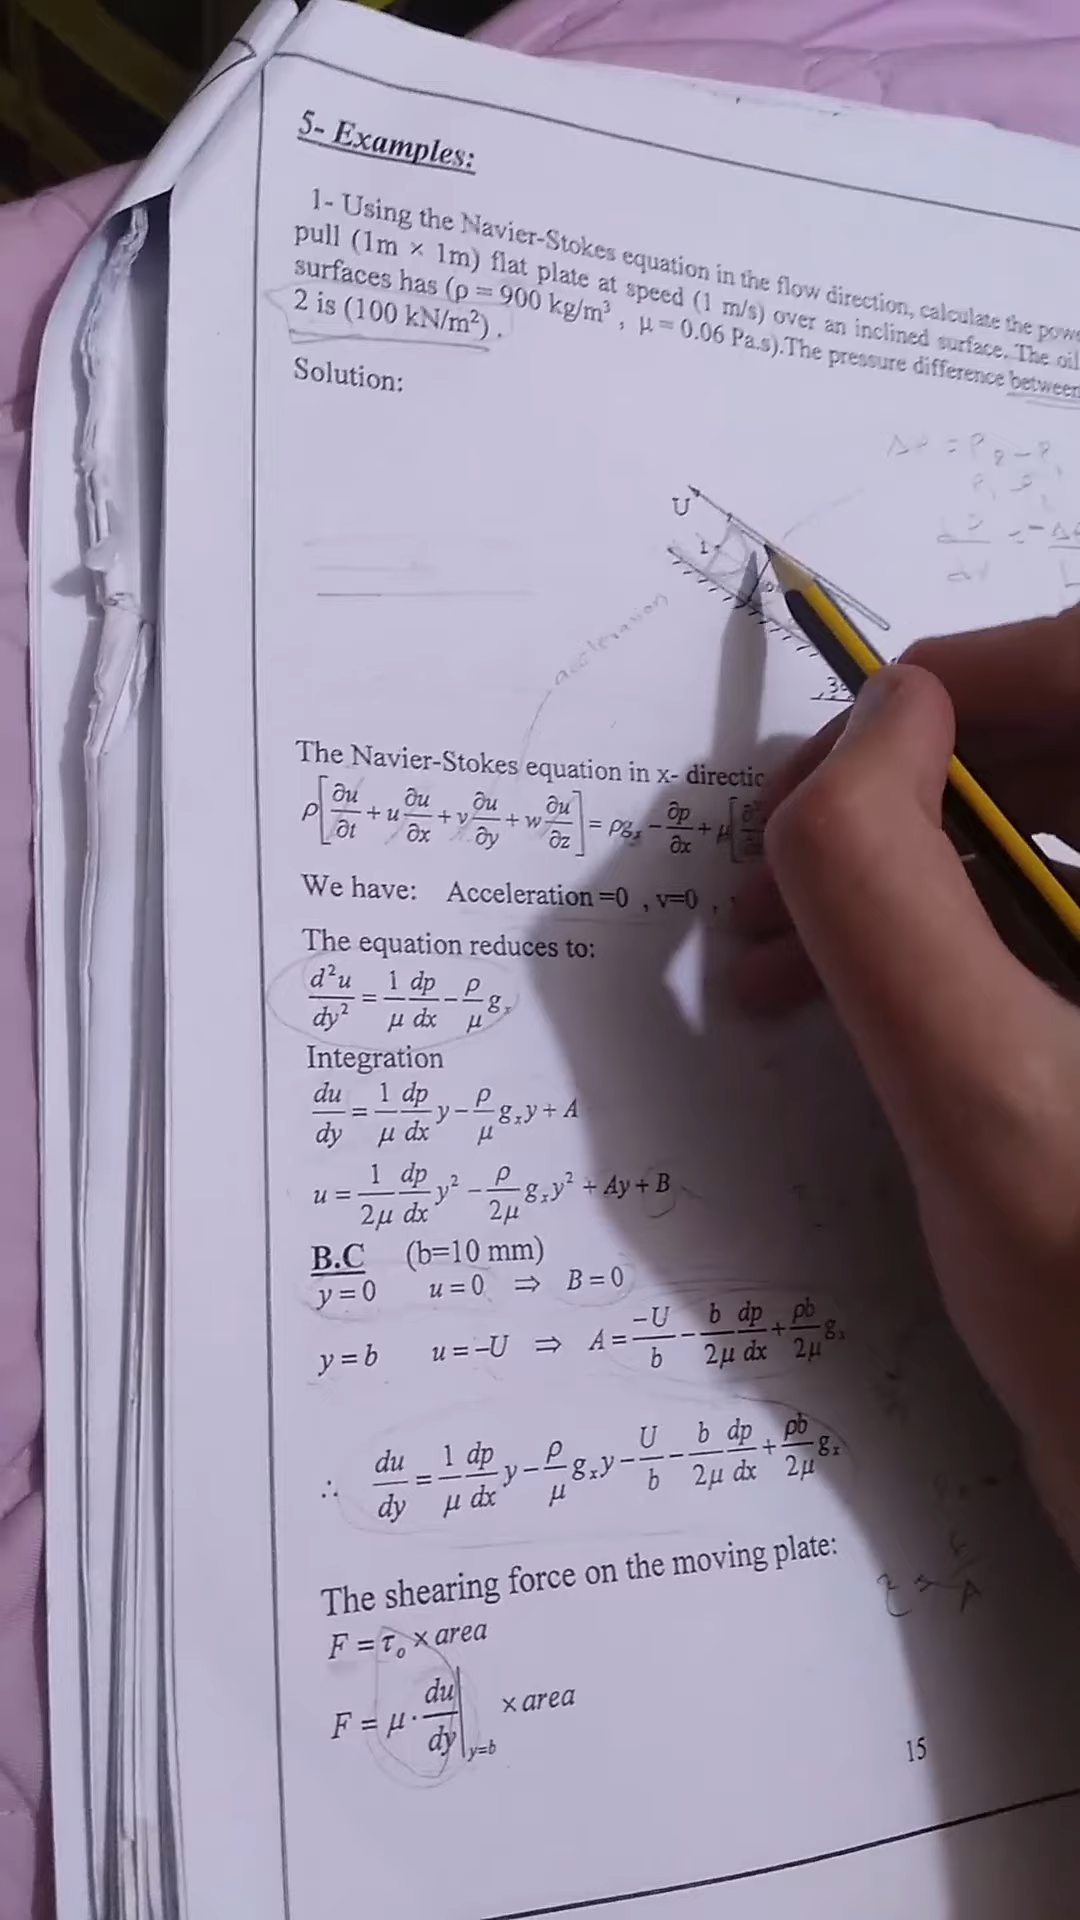 5- Examples:
1- Using the Navier-Stokes equation in the flow direction, calculate the
pull (1m × 1m) flat plate at speed (1 m/s) over an inclined surface. The oil
surfaces has (ρ = 900 kg/m³ , μ = 0.06 Pa.s).The pressure difference between
2 is (100 kN/m²) .
Solution:
U
1
acceleration
The Navier-Stokes equation in x-
ρ[∂u/∂t + u ∂u/∂x + v ∂u/∂y + w ∂u/∂z] = ρgₓ − ∂p/∂x + μ[
We have: Acceleration =0 , v=0 ,
The equation reduces to:
d²u/dy² = 1/μ dp/dx − ρ/μ gₓ
Integration
du/dy = 1/μ dp/dx y − ρ/μ gₓy + A
u = 1/2μ dp/dx y² − ρ/2μ gₓy² + Ay + B
B.C (b=10 mm)
y = 0 u = 0 ⇒ B = 0
y = b u = −U ⇒ A = −U/b − b/2μ dp/dx + ρb/2μ gₓ
∴ du/dy = 1/μ dp/dx y − ρ/μ gₓy − U/b − b/2μ dp/dx + ρb/2μ gₓ
The shearing force on the moving plate:
F = τₒ × area
F = μ · du/dy|y=b × area
15